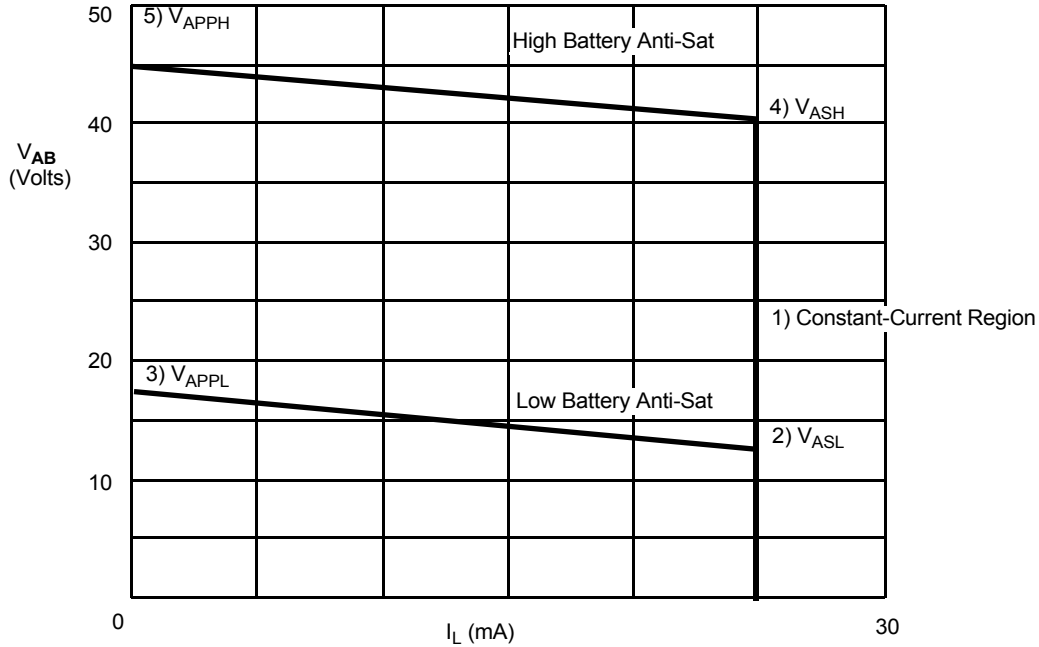 50
5) VAPPH
High Battery Anti-Sat
4) VASH
40
VAB
(Volts)
30
1) Constant-Current Region
20
3) VAPPL
Low Battery Anti-Sat
2) VASL
10
0
IL (mA)
30